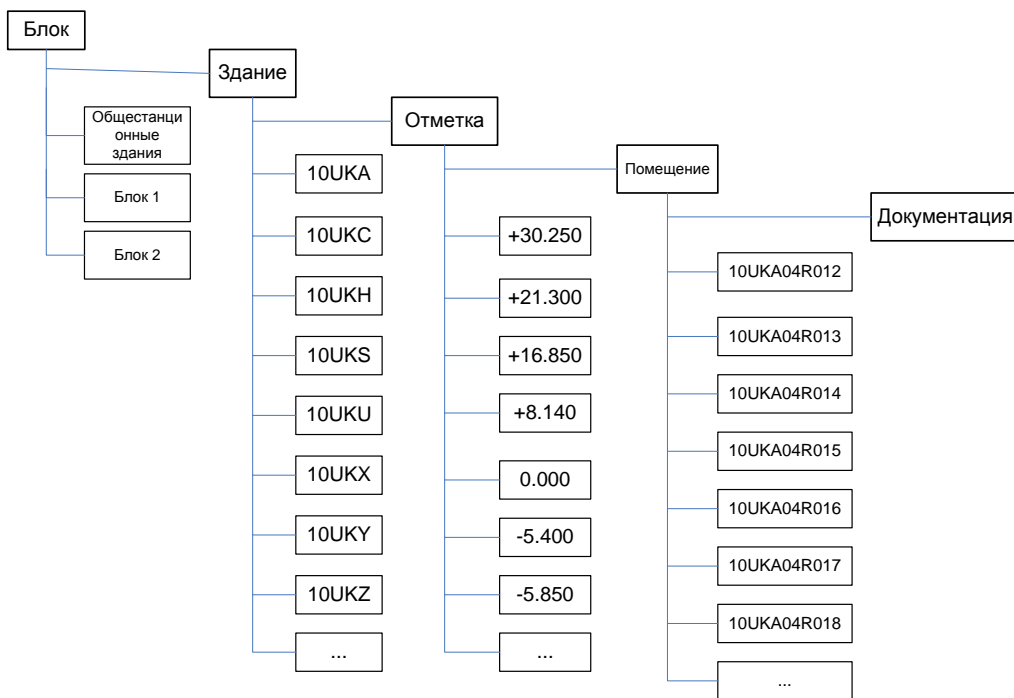 Блок
Общестанци
онные
здания
Блок 1
Блок 2
Здание
10UKA
10UKC
10UKH
10UKS
10UKU
10UKX
10UKY
10UKZ
...
Отметка
+30.250
+21.300
+16.850
+8.140
0.000
-5.400
-5.850
...
Помещение
10UKA04R012
10UKA04R013
10UKA04R014
10UKA04R015
10UKA04R016
10UKA04R017
10UKA04R018
...
Документация